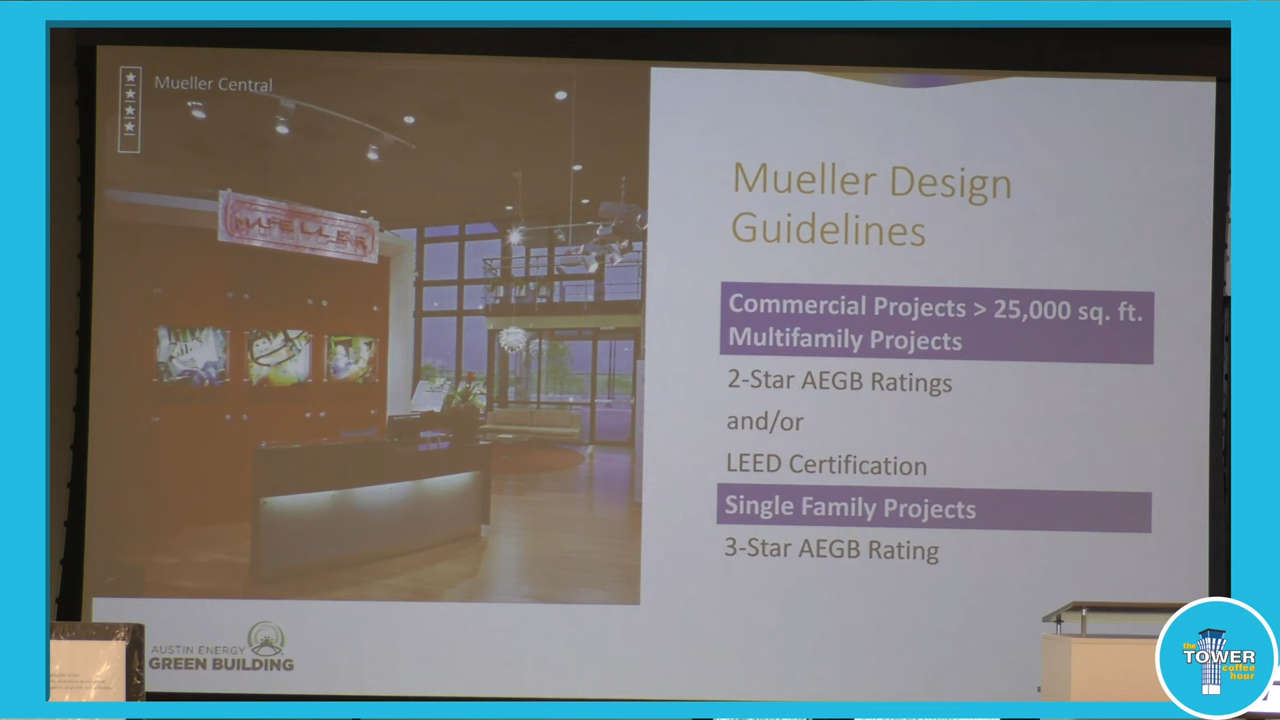 Mueller Central
MUELLER
Mueller Design
Guidelines
Commercial Projects > 25,000 sq. ft.
Multifamily Projects
2-Star AEGB Ratings
and/or
LEED Certification
Single Family Projects
3-Star AEGB Rating
AUSTIN ENERGY
GREEN BUILDING
the
TOWER
coffee
hour